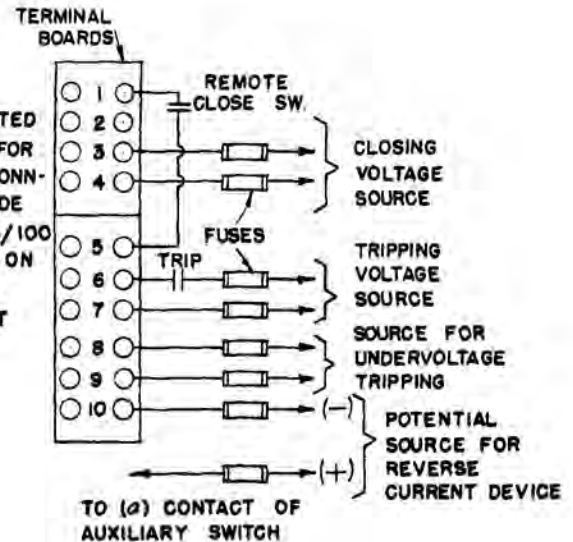 TERMINAL
BOARDS
REMOTE
CLOSE SW.
1
2
3
4
5
6
7
8
9
10
TED
FOR
ONN-
DE
/100
ON
T
FUSES
TRIP
CLOSING
VOLTAGE
SOURCE
TRIPPING
VOLTAGE
SOURCE
SOURCE FOR
UNDERVOLTAGE
TRIPPING
(-)
(+)
POTENTIAL
SOURCE FOR
REVERSE
CURRENT DEVICE
TO (a) CONTACT OF
AUXILIARY SWITCH